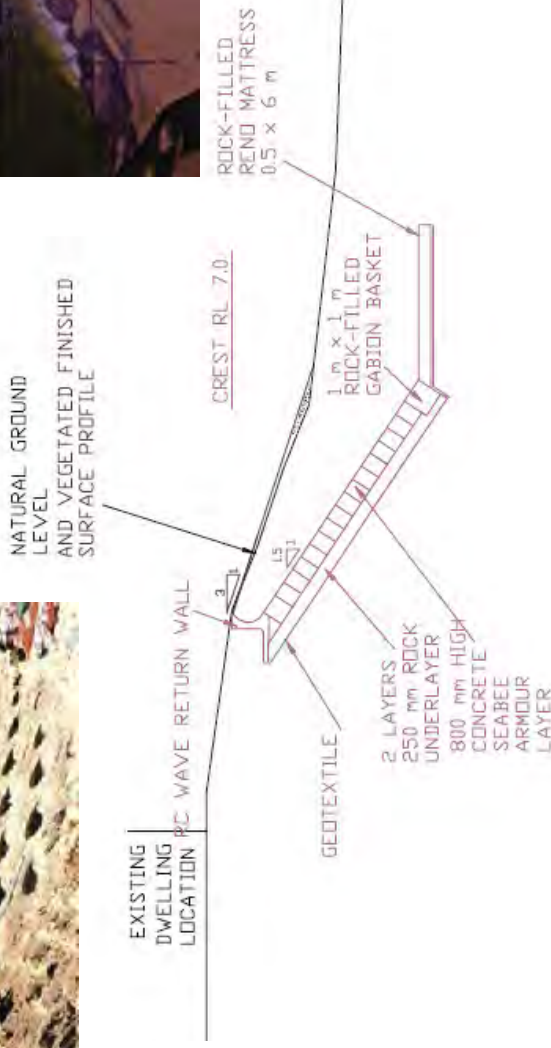 NATURAL GROUND
LEVEL
AND VEGETATED FINISHED
SURFACE PROFILE
ROCK-FILLED
RENO MATTRESS
0.5 x 6 m
CREST RL 7.0
1 m x 1 m
ROCK-FILLED
GABION BASKET
EXISTING
DWELLING
LOCATION
RC WAVE RETURN WALL
3
1
1.5
1
GEOTEXTILE
2 LAYERS
250 mm ROCK
UNDERLAYER
800 mm HIGH
CONCRETE
SEABEE
ARMOUR
LAYER